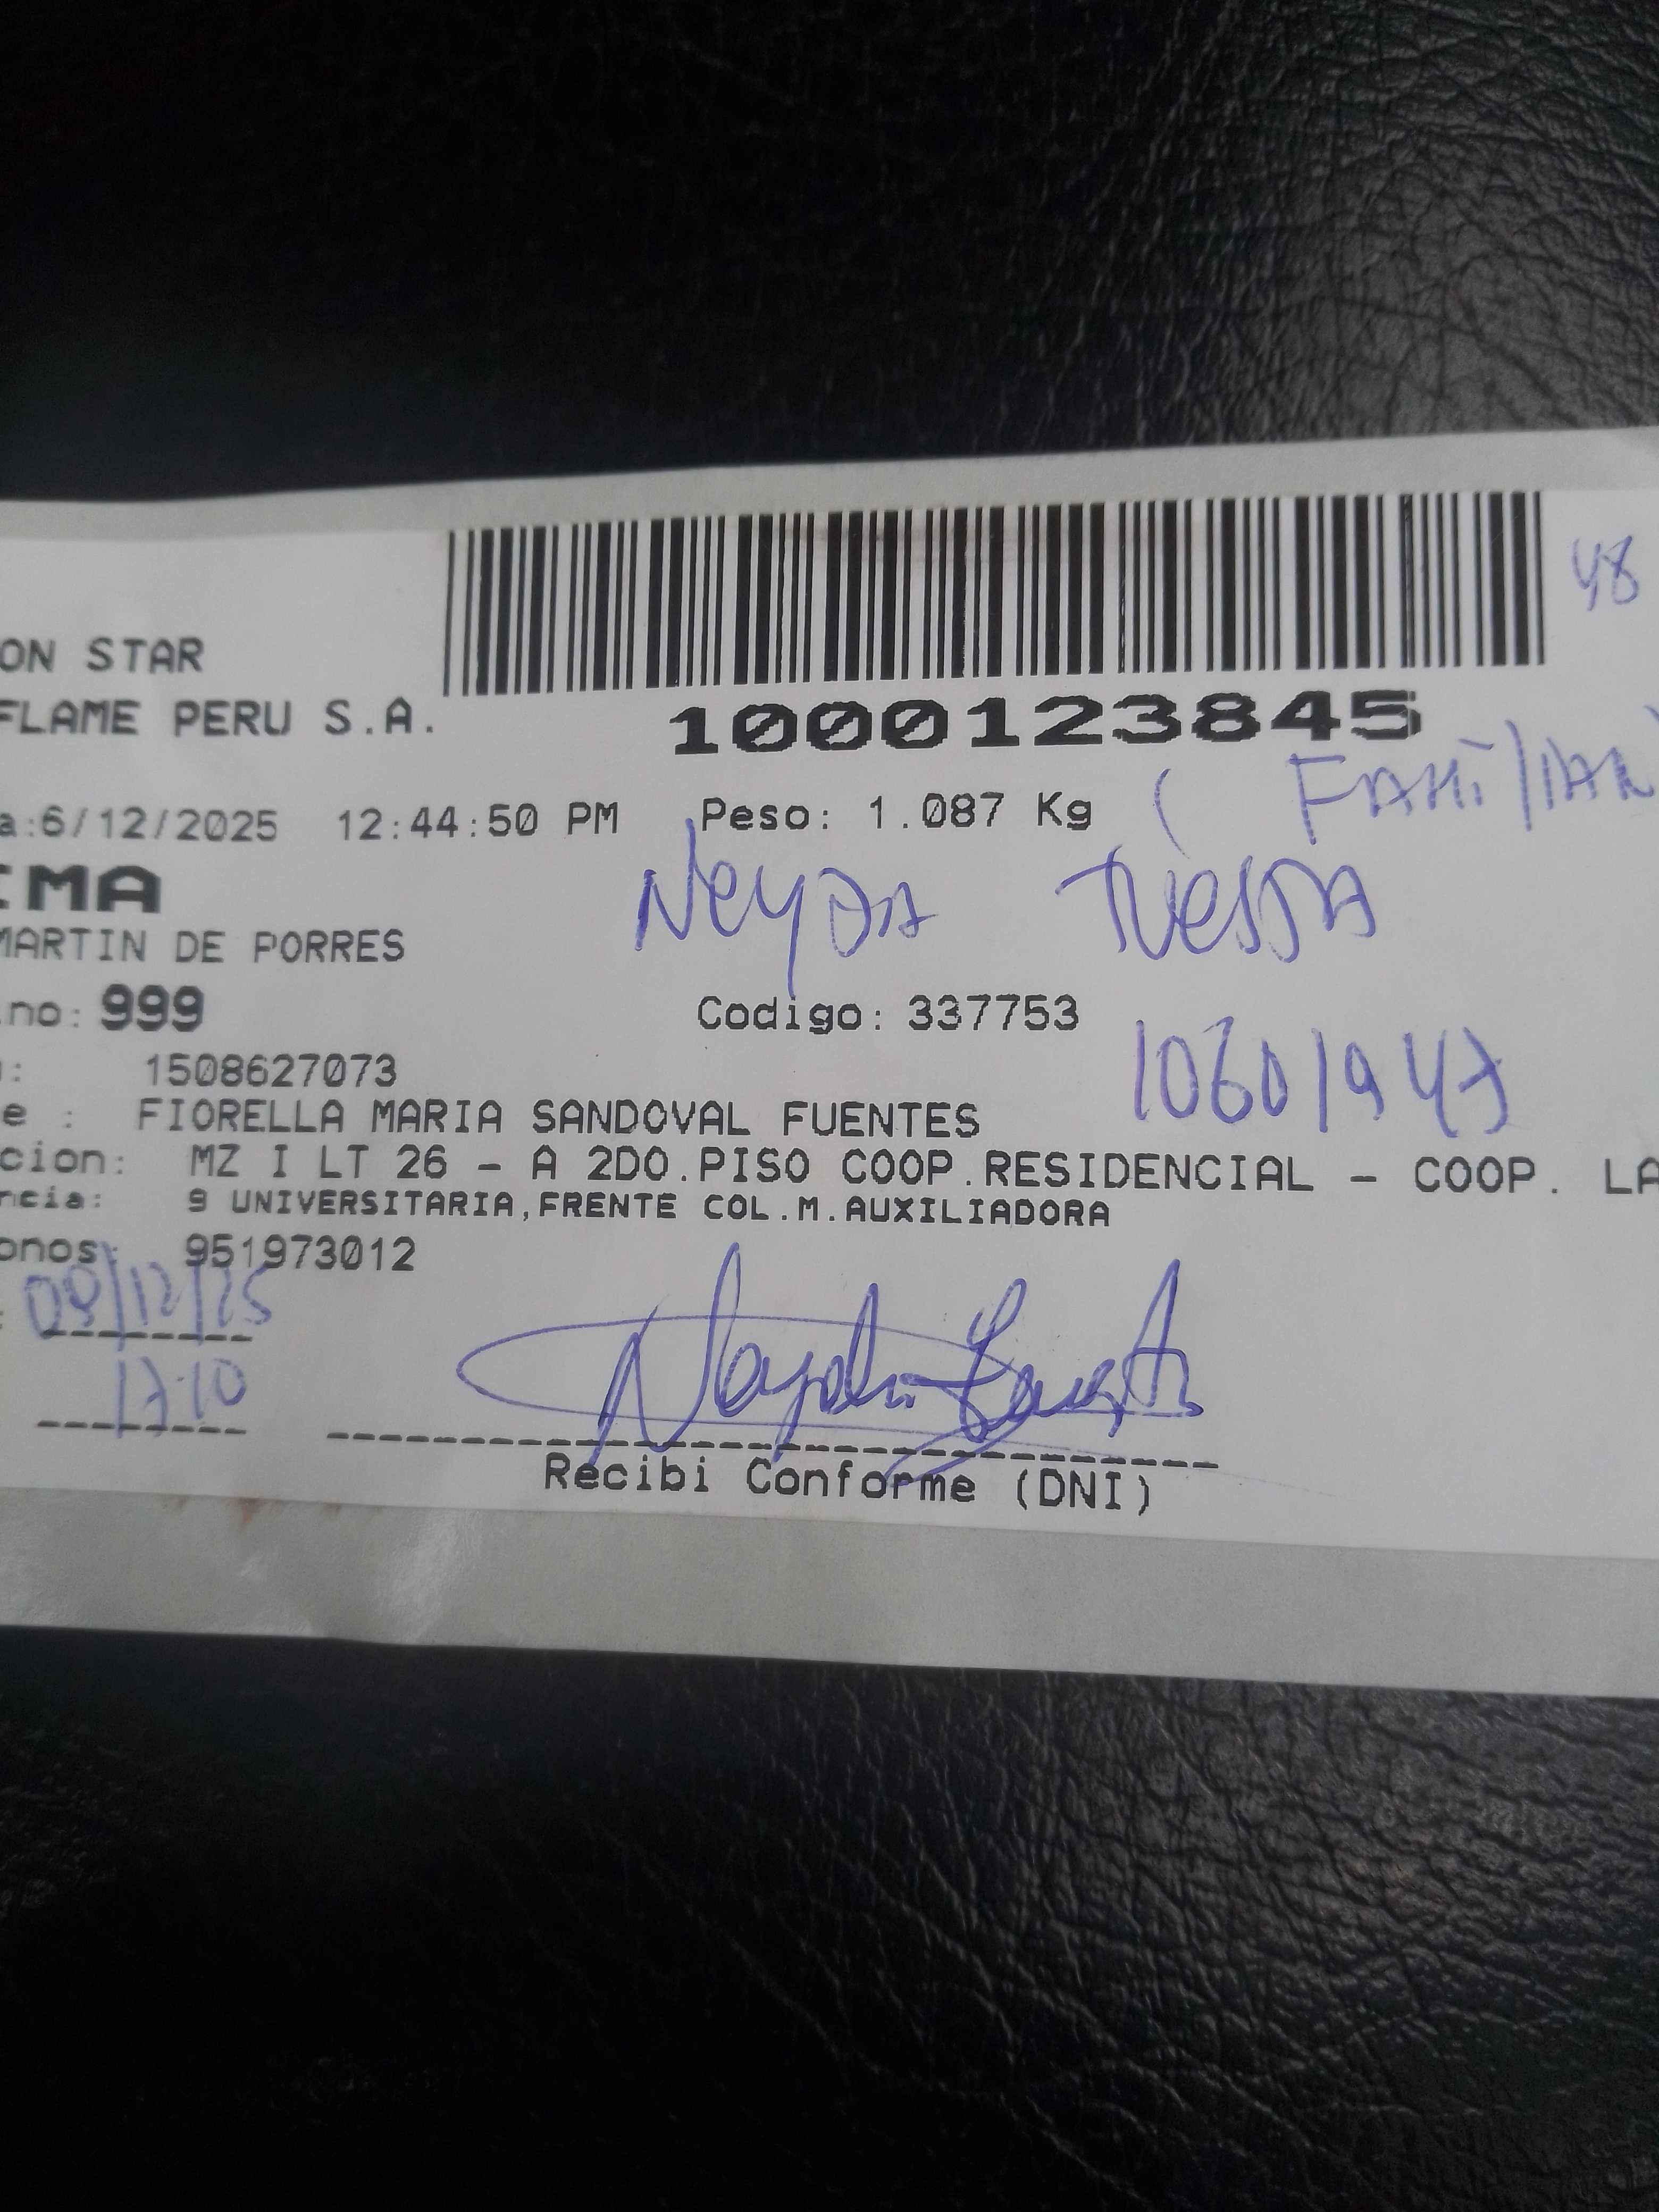 48
ON STAR
FLAME PERU S.A.
1000123845
(FAMiliAR)
a:6/12/2025 12:44:50 PM Peso: 1.087 Kg
IMA
Neyda
MARTIN DE PORRES
.no: 999 Codigo: 337753
: 1508627073
10601947
e : FIORELLA MARIA SANDOVAL FUENTES
cion: MZ I LT 26 - A 2DO.PISO COOP.RESIDENCIAL - COOP. LA
ncia: 9 UNIVERSITARIA,FRENTE COL.M.AUXILIADORA
onos: 951973012
: 09/12/25
17:10
Recibi Conforme (DNI)